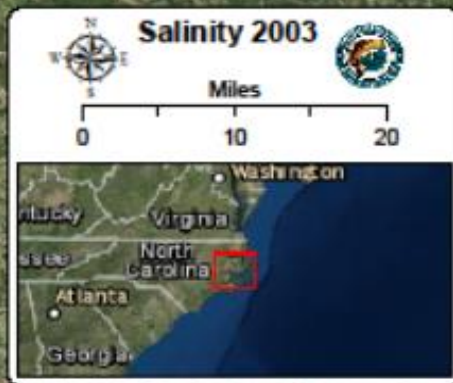 Salinity 2003
N
W E
S
Miles
0 10 20
Washington
ntucky
Virginia
ssee
North
Carolina
Atlanta
Georgia